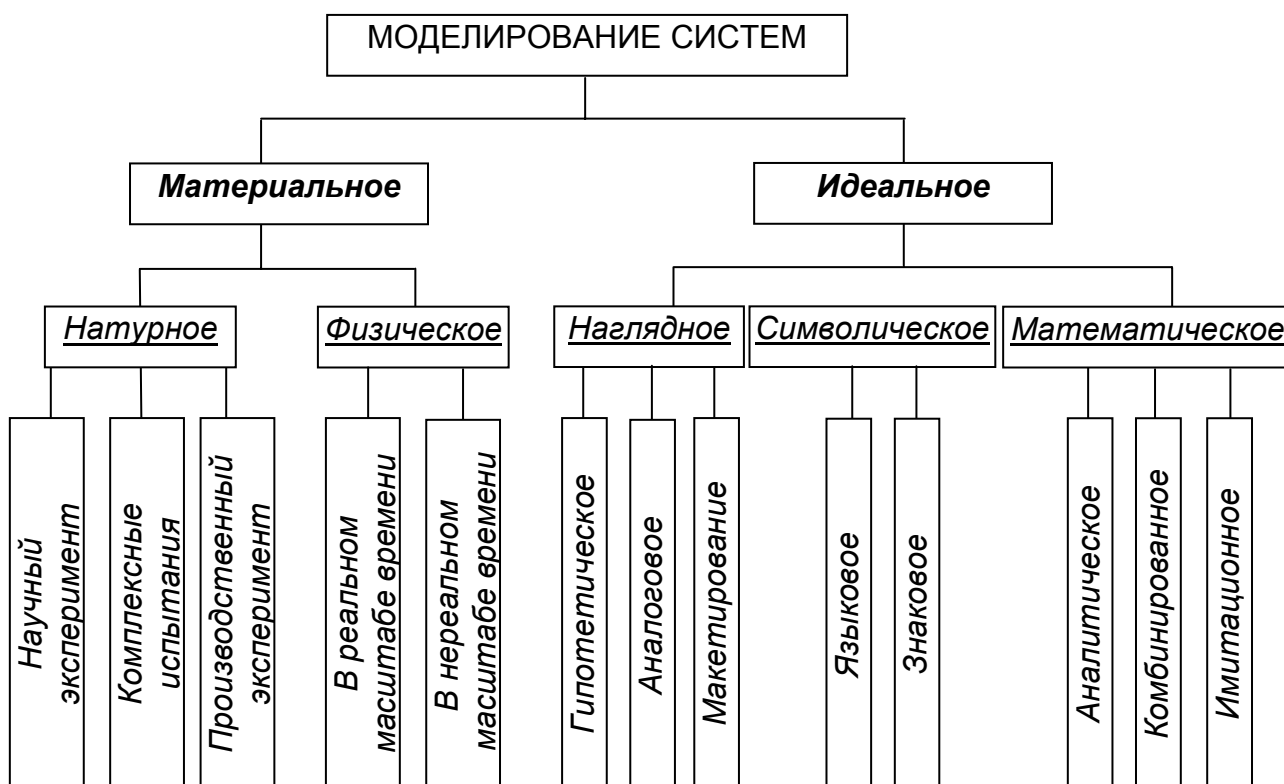 МОДЕЛИРОВАНИЕ СИСТЕМ
Материальное
Идеальное
Натурное
Физическое
Наглядное
Символическое
Математическое
Научный
эксперимент
Комплексные
испытания
Производственный
эксперимент
В реальном
масштабе времени
В нереальном
масштабе времени
Гипотетическое
Аналоговое
Макетирование
Языковое
Знаковое
Аналитическое
Комбинированное
Имитационное